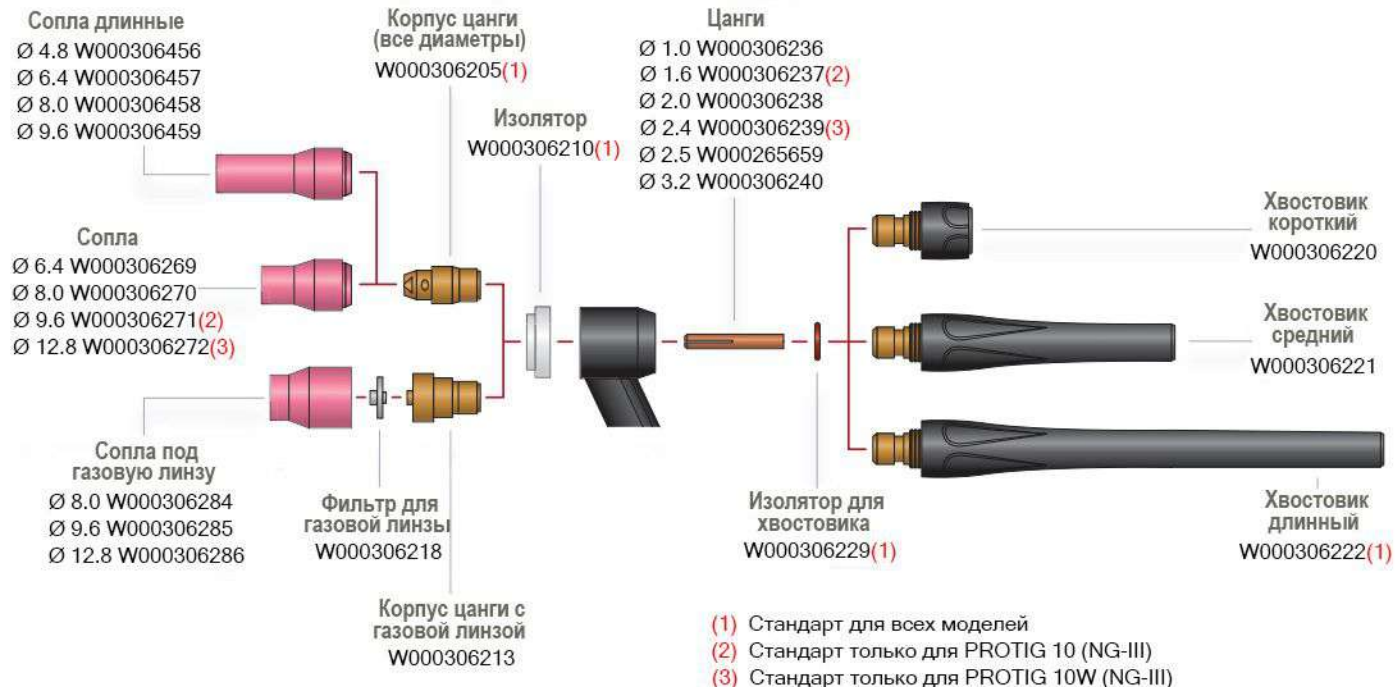 Сопла длинные
Ø 4.8 W000306456
Ø 6.4 W000306457
Ø 8.0 W000306458
Ø 9.6 W000306459
Корпус цанги
(все диаметры)
W000306205(1)
Изолятор
W000306210(1)
Цанги
Ø 1.0 W000306236
Ø 1.6 W000306237(2)
Ø 2.0 W000306238
Ø 2.4 W000306239(3)
Ø 2.5 W000265659
Ø 3.2 W000306240
Сопла
Ø 6.4 W000306269
Ø 8.0 W000306270
Ø 9.6 W000306271(2)
Ø 12.8 W000306272(3)
Хвостовик
короткий
W000306220
Хвостовик
средний
W000306221
Сопла под
газовую линзу
Ø 8.0 W000306284
Ø 9.6 W000306285
Ø 12.8 W000306286
Фильтр для
газовой линзы
W000306218
Изолятор для
хвостовика
W000306229(1)
Хвостовик
длинный
W000306222(1)
Корпус цанги с
газовой линзой
W000306213
(1) Стандарт для всех моделей
(2) Стандарт только для PROTIG 10 (NG-III)
(3) Стандарт только для PROTIG 10W (NG-III)